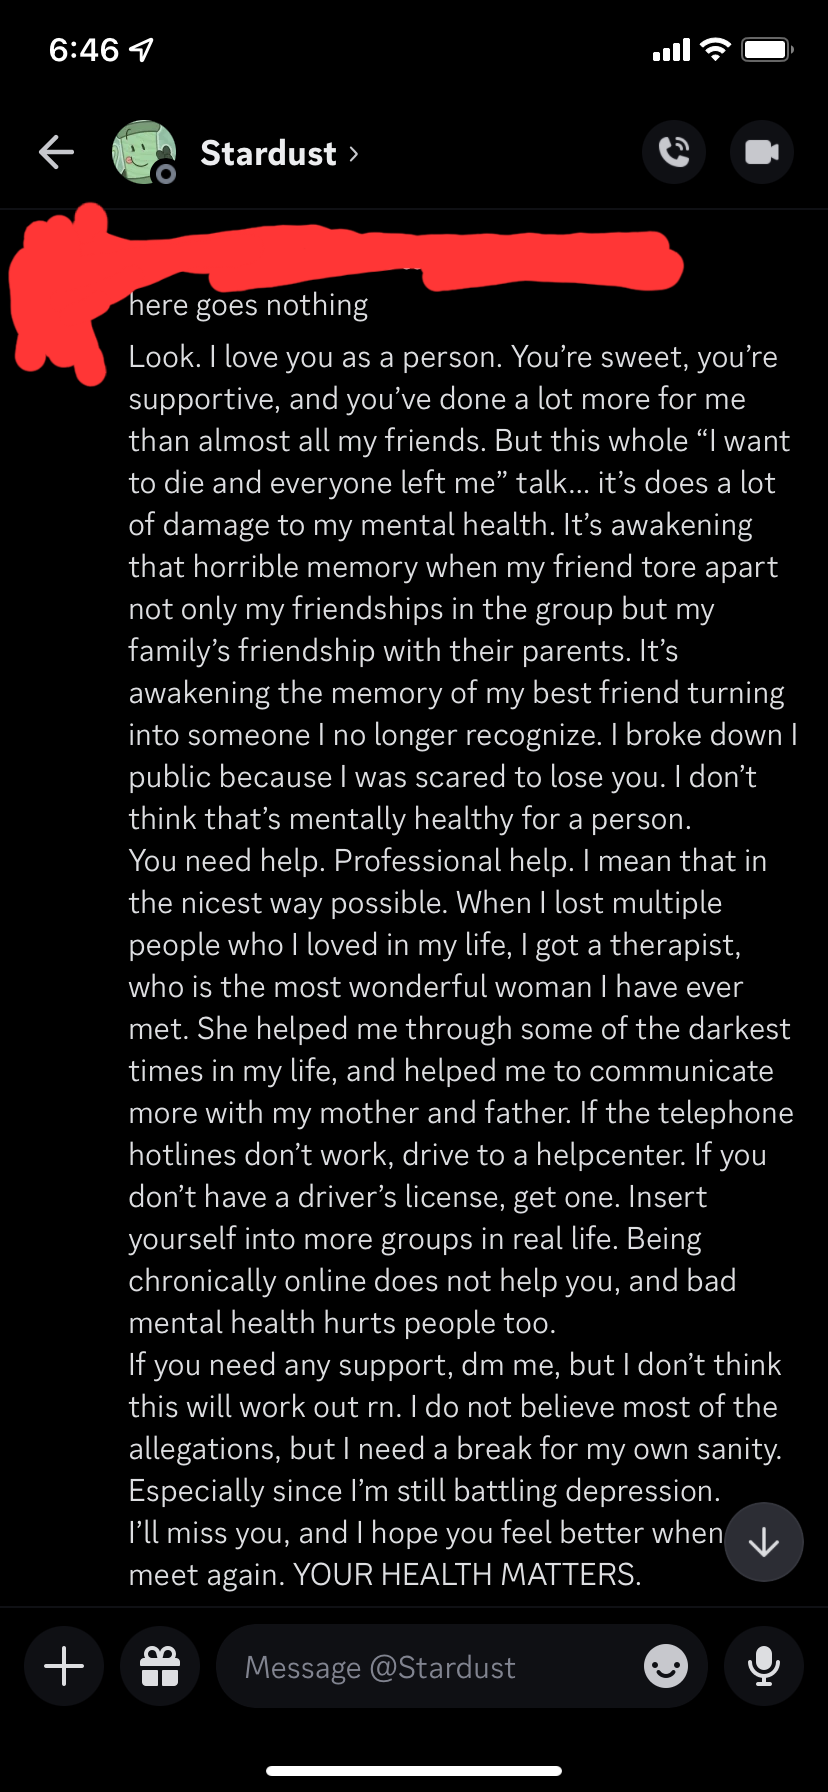 6:46
Stardust
here goes nothing
Look. I love you as a person. You’re sweet, you’re
supportive, and you’ve done a lot more for me
than almost all my friends. But this whole “I want
to die and everyone left me” talk... it’s does a lot
of damage to my mental health. It’s awakening
that horrible memory when my friend tore apart
not only my friendships in the group but my
family’s friendship with their parents. It’s
awakening the memory of my best friend turning
into someone I no longer recognize. I broke down I
public because I was scared to lose you. I don’t
think that’s mentally healthy for a person.
You need help. Professional help. I mean that in
the nicest way possible. When I lost multiple
people who I loved in my life, I got a therapist,
who is the most wonderful woman I have ever
met. She helped me through some of the darkest
times in my life, and helped me to communicate
more with my mother and father. If the telephone
hotlines don’t work, drive to a helpcenter. If you
don’t have a driver’s license, get one. Insert
yourself into more groups in real life. Being
chronically online does not help you, and bad
mental health hurts people too.
If you need any support, dm me, but I don’t think
this will work out rn. I do not believe most of the
allegations, but I need a break for my own sanity.
Especially since I’m still battling depression.
I’ll miss you, and I hope you feel better when
meet again. YOUR HEALTH MATTERS.
Message @Stardust